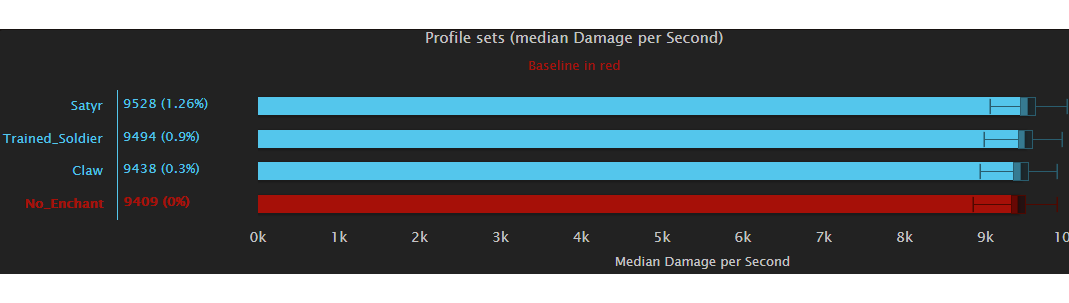 Profile sets (median Damage per Second)
Baseline in red
Satyr 9528 (1.26%)
Trained_Soldier 9494 (0.9%)
Claw 9438 (0.3%)
No_Enchant 9409 (0%)
0k 1k 2k 3k 4k 5k 6k 7k 8k 9k 10
Median Damage per Second